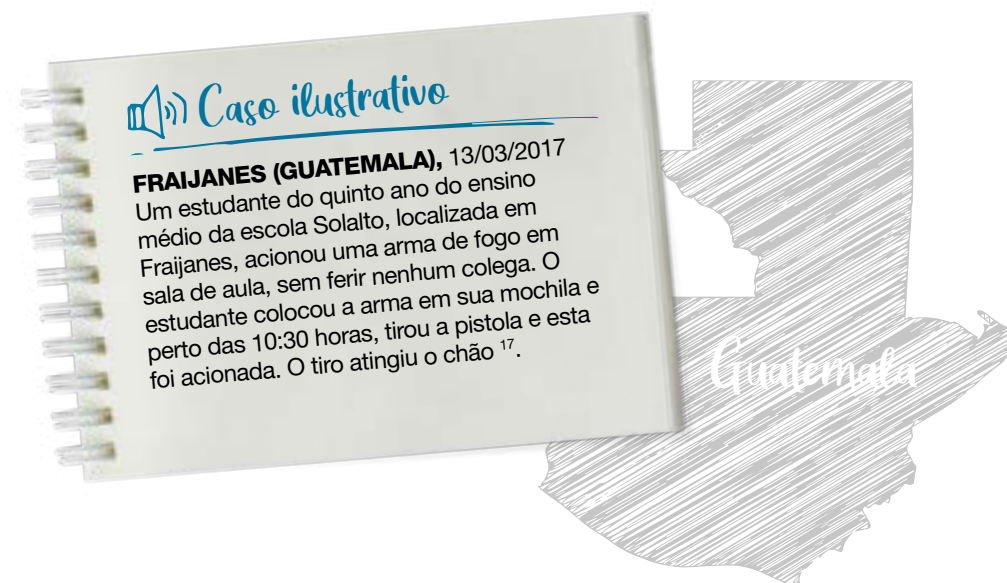 Caso ilustrativo
FRAIJANES (GUATEMALA), 13/03/2017
Um estudante do quinto ano do ensino
médio da escola Solalto, localizada em
Fraijanes, acionou uma arma de fogo em
sala de aula, sem ferir nenhum colega. O
estudante colocou a arma em sua mochila e
perto das 10:30 horas, tirou a pistola e esta
foi acionada. O tiro atingiu o chão 17.
Guatemala